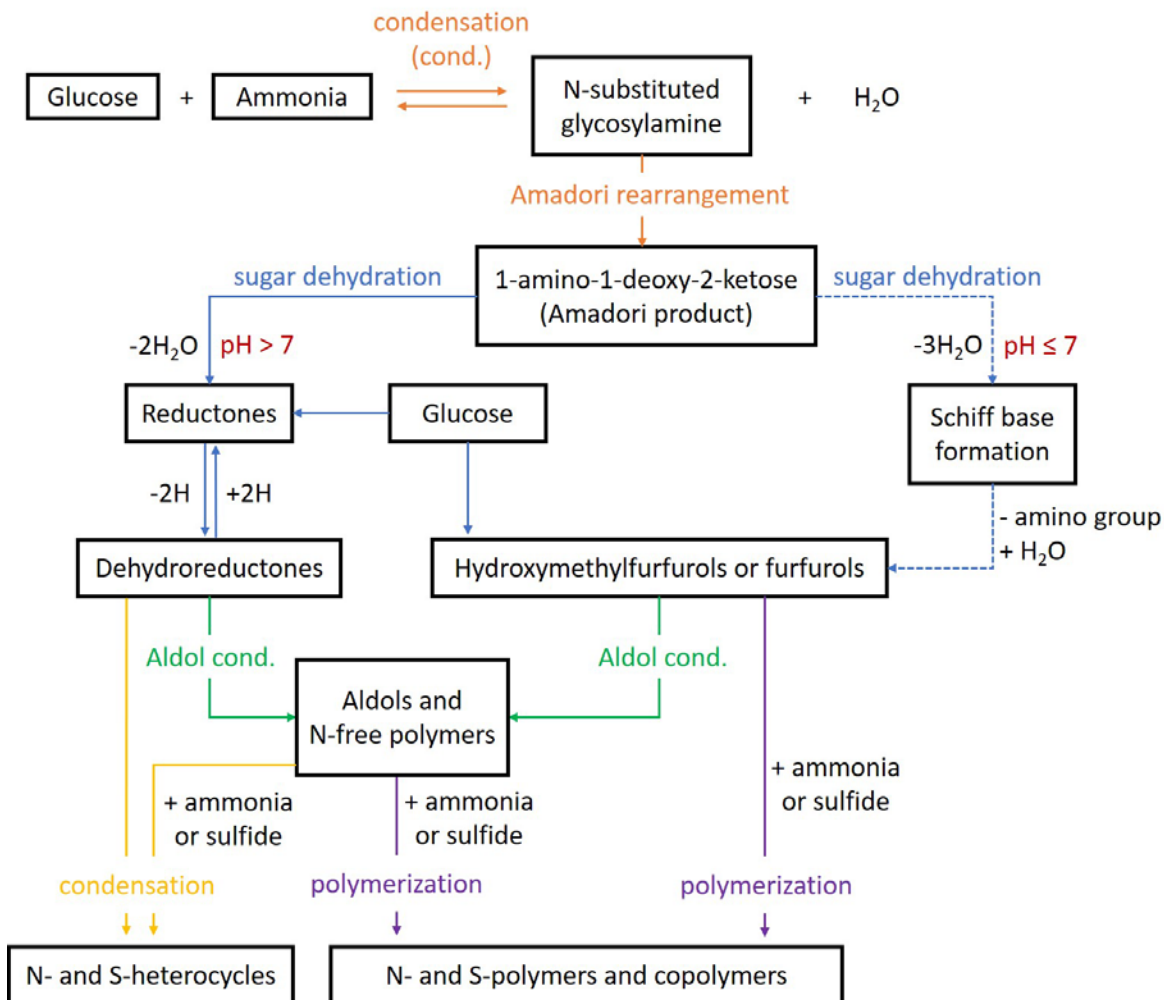 condensation
(cond.)
Glucose + Ammonia
N-substituted
glycosylamine
+ H₂O
Amadori rearrangement
sugar dehydration
1-amino-1-deoxy-2-ketose
(Amadori product)
sugar dehydration
-2H₂O pH > 7
-3H₂O pH ≤ 7
Reductones
Glucose
Schiff base
formation
-2H +2H
- amino group
+ H₂O
Dehydroreductones
Hydroxymethylfurfurols or furfurols
Aldol cond.
Aldol cond.
Aldols and
N-free polymers
+ ammonia
or sulfide
+ ammonia
or sulfide
+ ammonia
or sulfide
condensation
polymerization
polymerization
N- and S-heterocycles
N- and S-polymers and copolymers